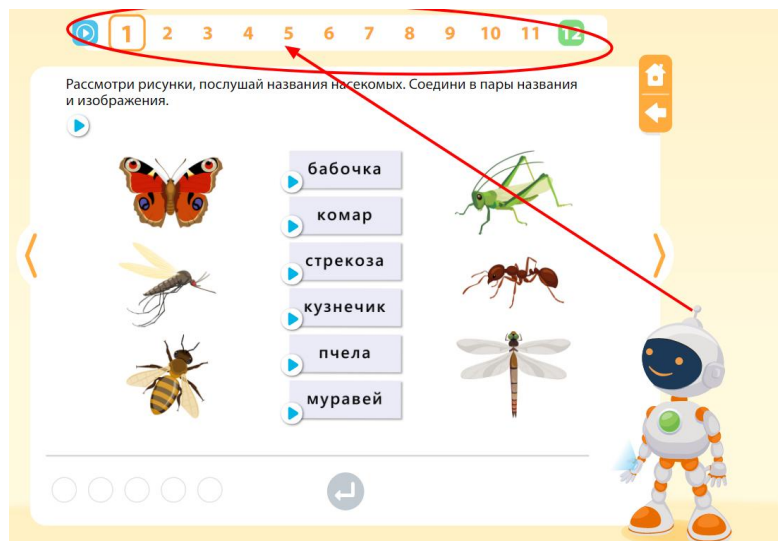 1 2 3 4 5 6 7 8 9 10 11 12
Рассмотри рисунки, послушай названия насекомых. Соедини в пары названия
и изображения.
бабочка
комар
стрекоза
кузнечик
пчела
муравей